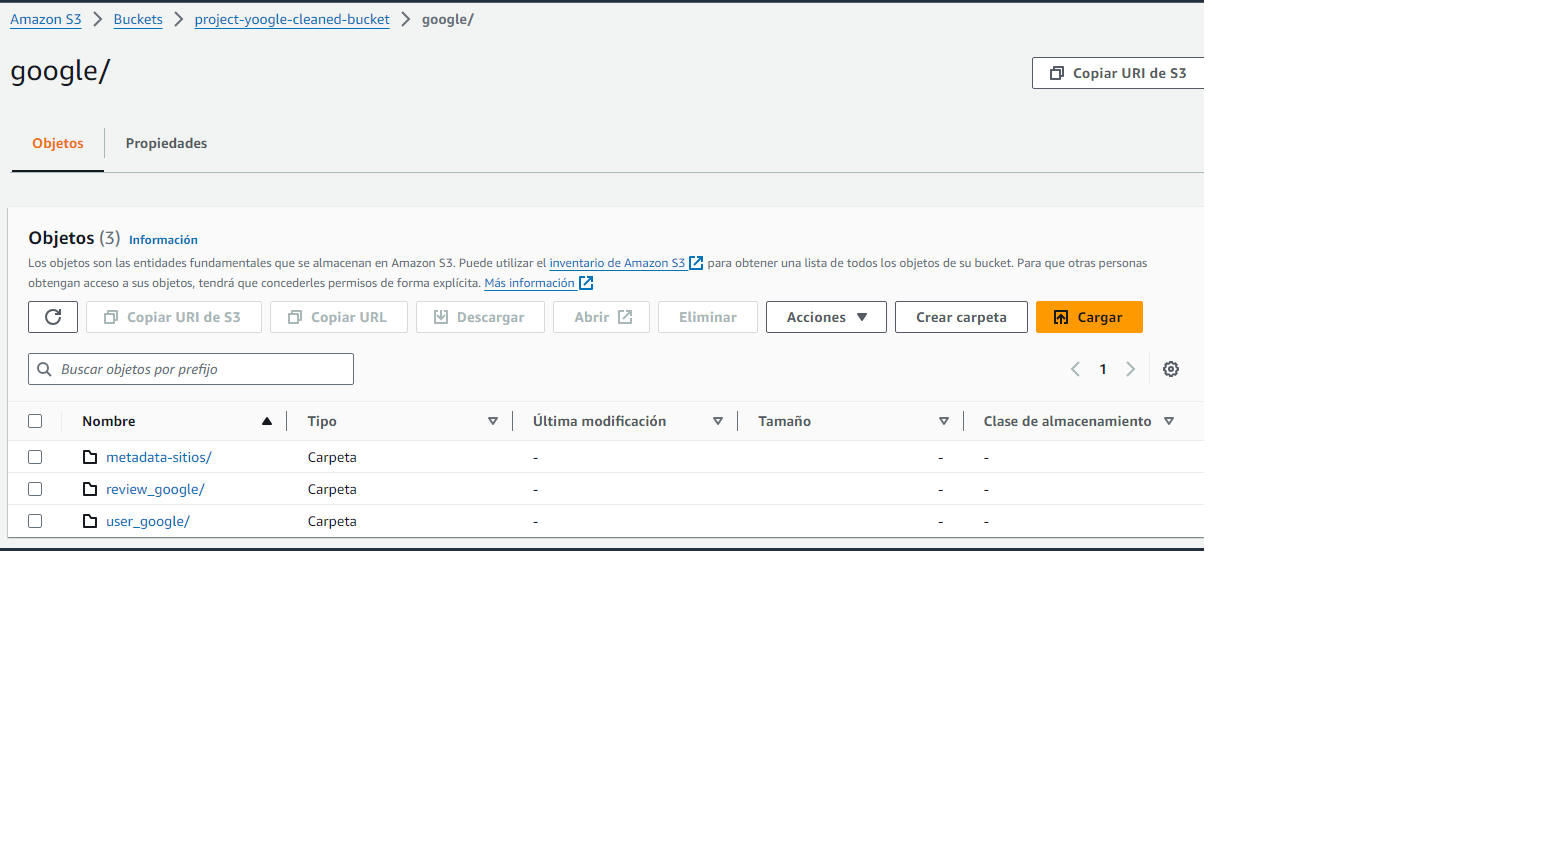 Amazon S3 > Buckets > project-yoogle-cleaned-bucket > google/
google/
Copiar URI de S3
Objetos Propiedades
Objetos (3) Información
Los objetos son las entidades fundamentales que se almacenan en Amazon S3. Puede utilizar el inventario de Amazon S3 para obtener una lista de todos los objetos de su bucket. Para que otras personas
obtengan acceso a sus objetos, tendrá que concederles permisos de forma explícita. Más información
Copiar URI de S3 Copiar URL Descargar Abrir Eliminar Acciones Crear carpeta Cargar
Buscar objetos por prefijo 1
Nombre Tipo Última modificación Tamaño Clase de almacenamiento
metadata-sitios/ Carpeta - - -
review_google/ Carpeta - - -
user_google/ Carpeta - - -